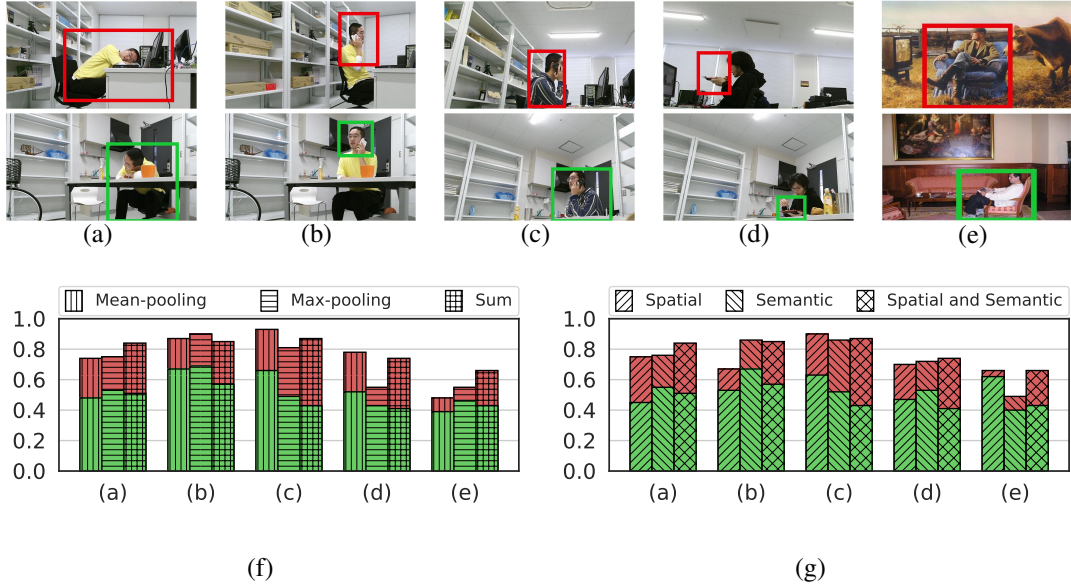 (a) (b) (c) (d) (e)
Mean-pooling Max-pooling Sum
1.0
0.8
0.6
0.4
0.2
0.0
(a) (b) (c) (d) (e)
(f)
Spatial Semantic Spatial and Semantic
1.0
0.8
0.6
0.4
0.2
0.0
(a) (b) (c) (d) (e)
(g)